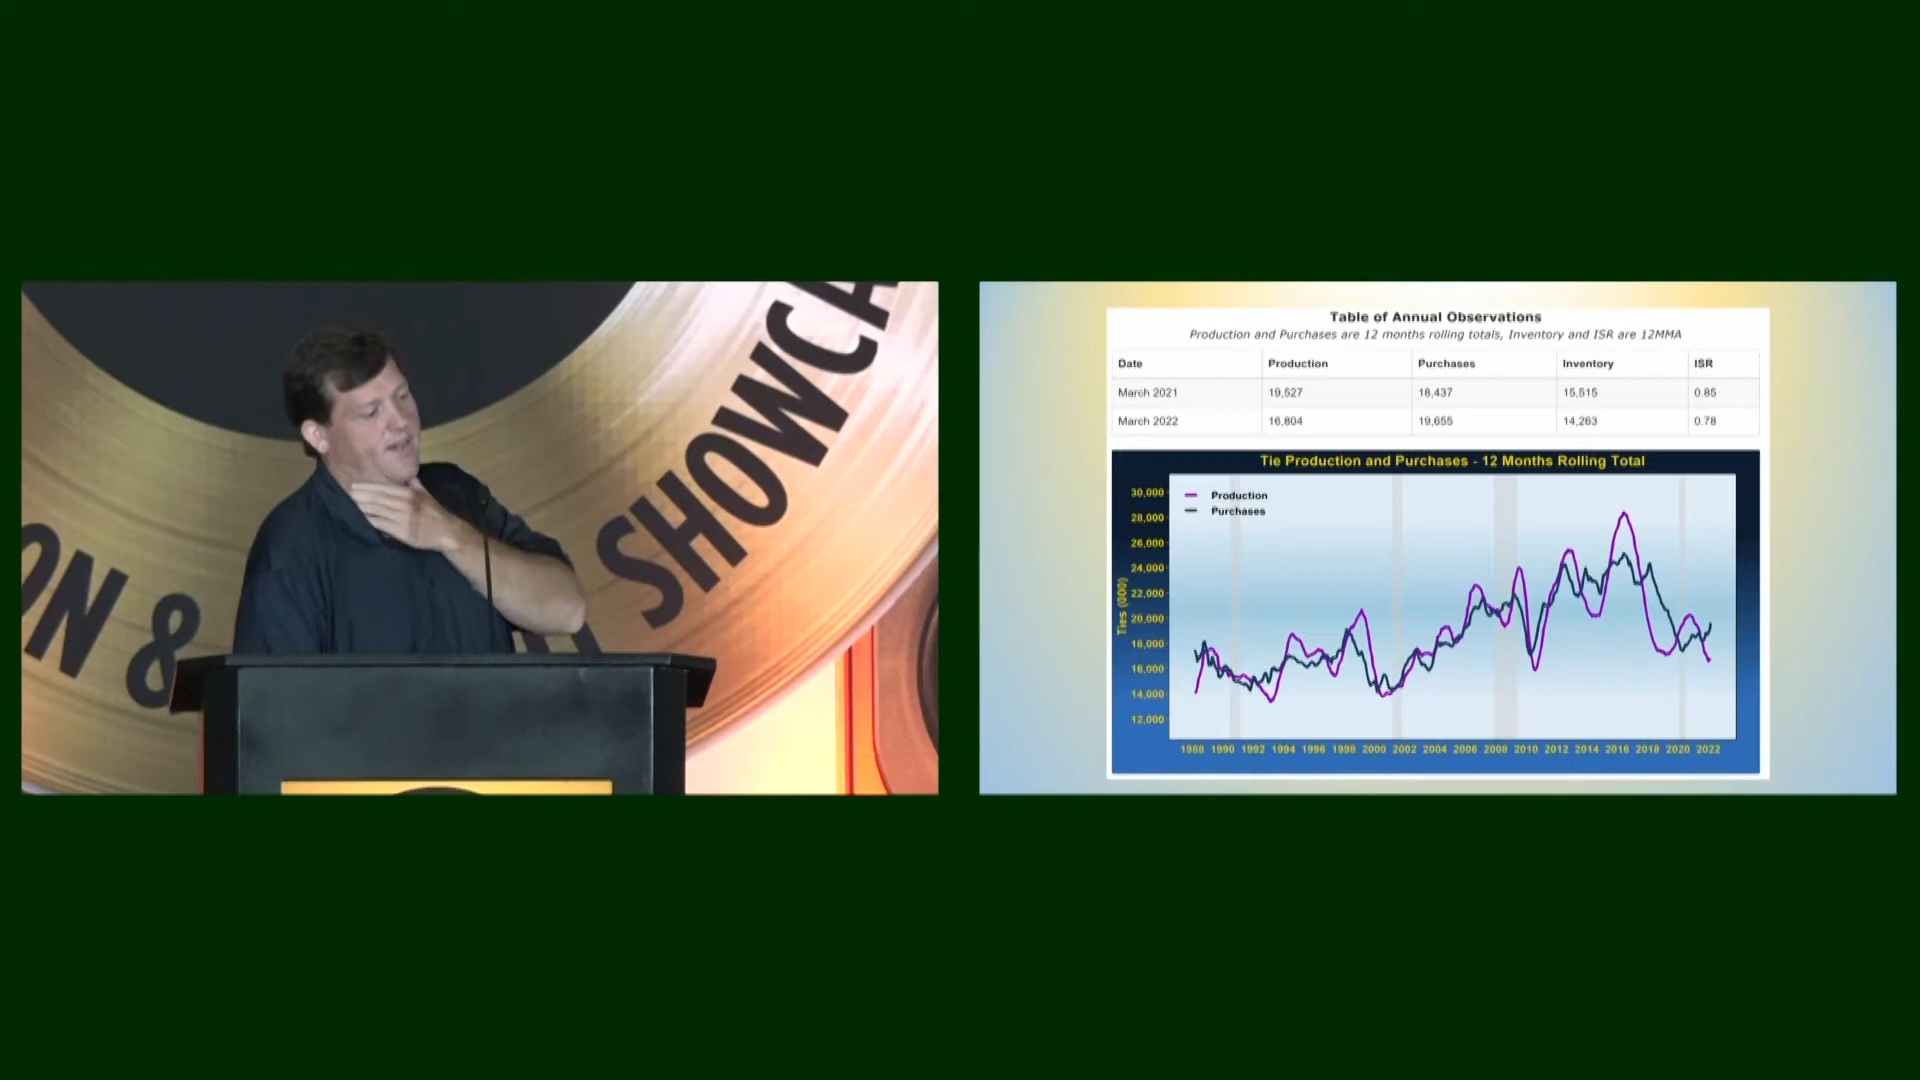 ON &
SHOWCA
Table of Annual Observations
Production and Purchases are 12 months rolling totals, Inventory and ISR are 12MMA
Date Production Purchases Inventory ISR
March 2021 19,527 18,437 15,515 0.85
March 2022 16,804 19,655 14,263 0.78
Tie Production and Purchases - 12 Months Rolling Total
Production
Purchases
Ties (000)
30,000
28,000
26,000
24,000
22,000
20,000
18,000
16,000
14,000
12,000
1988 1990 1992 1994 1996 1998 2000 2002 2004 2006 2008 2010 2012 2014 2016 2018 2020 2022